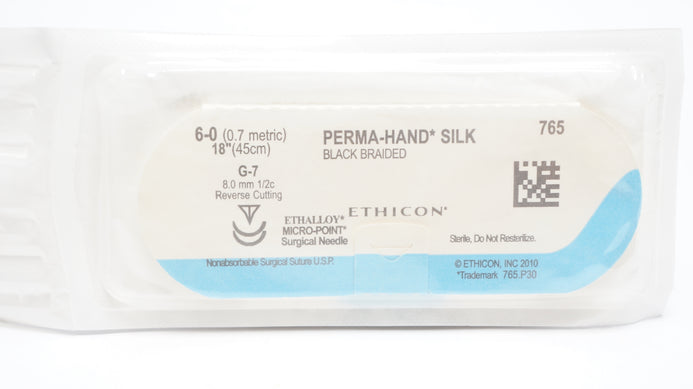 6-0 (0.7 metric)
18"(45cm)
G-7
8.0 mm 1/2c
Reverse Cutting
ETHALLOY*
MICRO-POINT*
Surgical Needle
Nonabsorbable Surgical Suture U.S.P.
PERMA-HAND* SILK
BLACK BRAIDED
ETHICON*
765
Sterile, Do Not Resterilize.
© ETHICON, INC 2010
*Trademark 765.P30